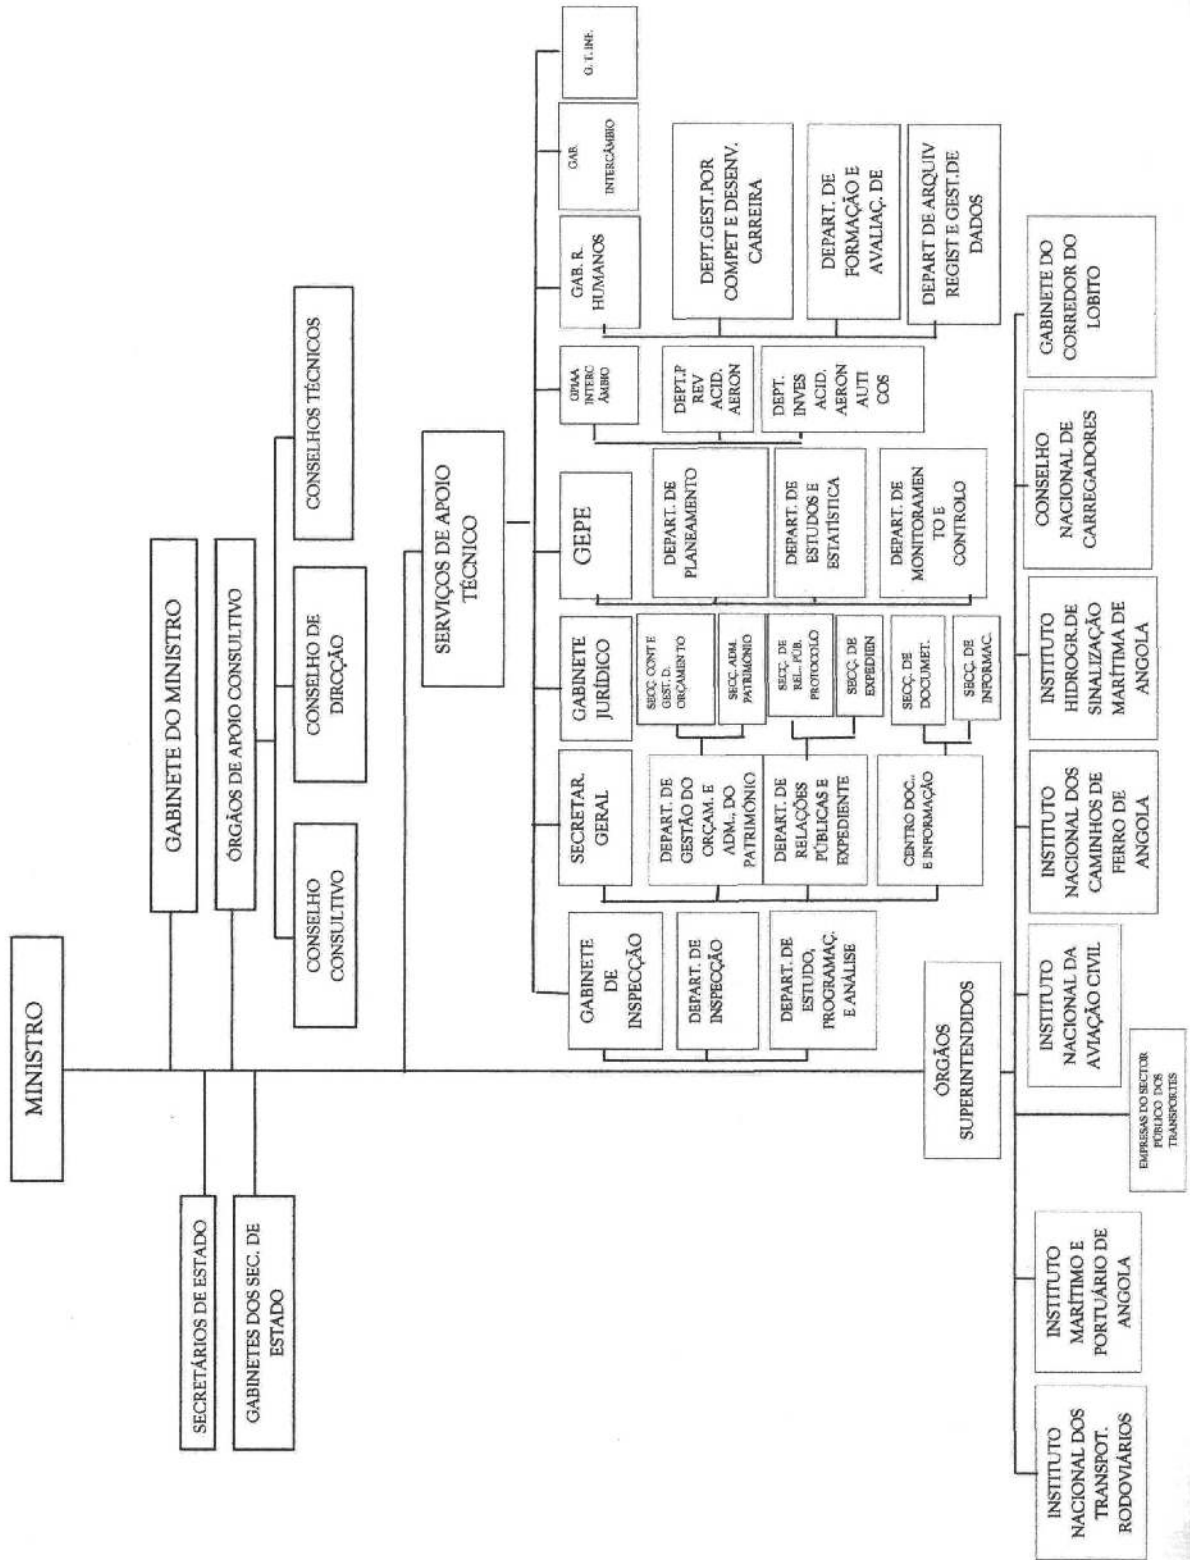 MINISTRO
GABINETE DO MINISTRO
SECRETÁRIOS DE ESTADO
ÓRGÃOS DE APOIO CONSULTIVO
GABINETES DOS SEC. DE
ESTADO
CONSELHO
CONSULTIVO
CONSELHO DE
DIRCÇÃO
CONSELHOS TÉCNICOS
SERVIÇOS DE APOIO
TÉCNICO
GABINETE
DE
INSPECÇÃO
SECRETAR.
GERAL
GABINETE
JURÍDICO
GEPE
GPIAA
INTERC
ÂMBIO
GAB. R.
HUMANOS
GAB.
INTERCÂMBIO
G. T. INF.
DEPART. DE
INSPECÇÃO
DEPART. DE
ESTUDO,
PROGRAMAÇ.
E ANÁLISE
DEPART. DE
GESTÃO DO
ORÇAM. E
ADM., DO
PATRIMÓNIO
DEPART. DE
RELAÇÕES
PÚBLICAS E
EXPEDIENTE
CENTRO DOC..
E INFORMAÇÃO
SECÇ. CONT E
GEST. D.
ORÇAMENTO
SECÇ. ADM.
PATRIMÓNIO
SECÇ. DE
REL.. PÚB.
PROTOCOLO
SECÇ. DE
EXPEDIEN
SECÇ. DE
DOCUMET.
SECÇ. DE
INFORMAC.
DEPART. DE
PLANEAMENTO
DEPART. DE
ESTUDOS E
ESTATÍSTICA
DEPART. DE
MONITORAMEN
TO E
CONTROLO
DEPT.P
REV
ACID.
AERON
DEPT.
INVES
ACID.
AERON
AUTI
COS
DEPT.GEST.POR
COMPET E DESENV.
CARREIRA
DEPART. DE
FORMAÇÃO E
AVALIAÇ. DE
DEPART DE ARQUIV
REGIST E GEST.DE
DADOS
ÓRGÃOS
SUPERINTENDIDOS
INSTITUTO
NACIONAL DOS
TRANSPOT.
RODOVIÁRIOS
INSTITUTO
MARÍTIMO E
PORTUÁRIO DE
ANGOLA
EMPRESAS DO SECTOR
PÚBLICO DOS
TRANSPORTES
INSTITUTO
NACIONAL DA
AVIAÇÃO CIVIL
INSTITUTO
NACIONAL DOS
CAMINHOS DE
FERRO DE
ANGOLA
INSTITUTO
HIDROGR.DE
SINALIZAÇÃO
MARÍTIMA DE
ANGOLA
CONSELHO
NACIONAL DE
CARREGADORES
GABINETE DO
CORREDOR DO
LOBITO